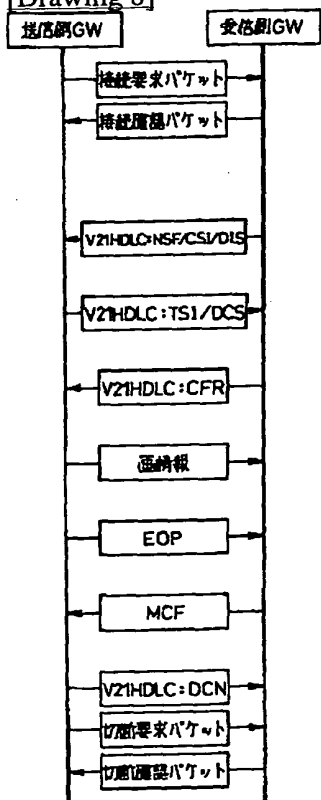 [Drawing 8]
送信側GW 受信側GW
接続要求パケット
接続確認パケット
V21HDLC:NSF/CSI/DIS
V21HDLC:TSI/DCS
V21HDLC:CFR
画情報
EOP
MCF
V21HDLC:DCN
切断要求パケット
切断確認パケット